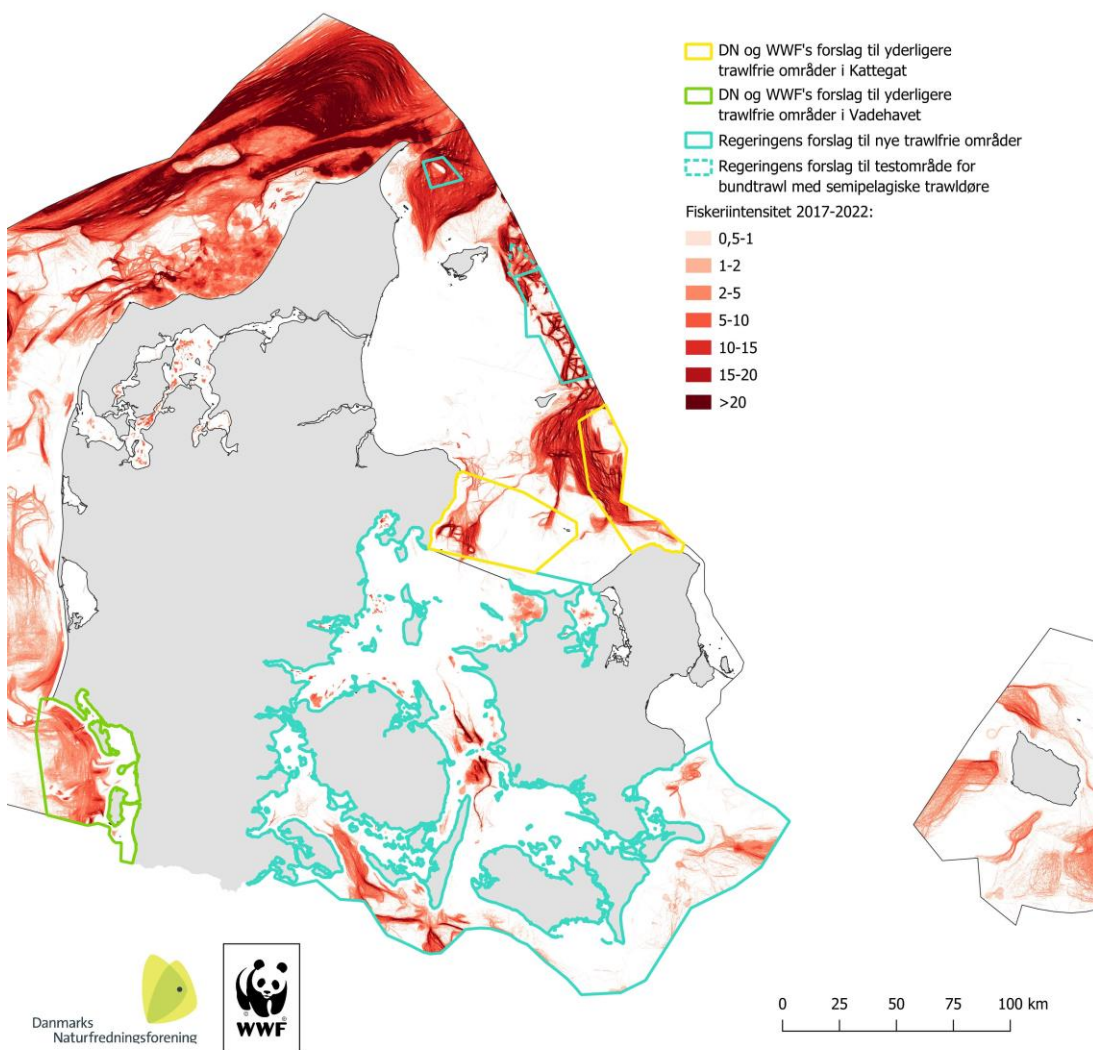 DN og WWF's forslag til yderligere
trawlfrie områder i Kattegat
DN og WWF's forslag til yderligere
trawlfrie områder i Vadehavet
Regeringens forslag til nye trawlfrie områder
Regeringens forslag til testområde for
bundtrawl med semipelagiske trawldøre
Fiskeriintensitet 2017-2022:
0,5-1
1-2
2-5
5-10
10-15
15-20
>20
Danmarks
Naturfredningsforening
WWF
0 25 50 75 100 km